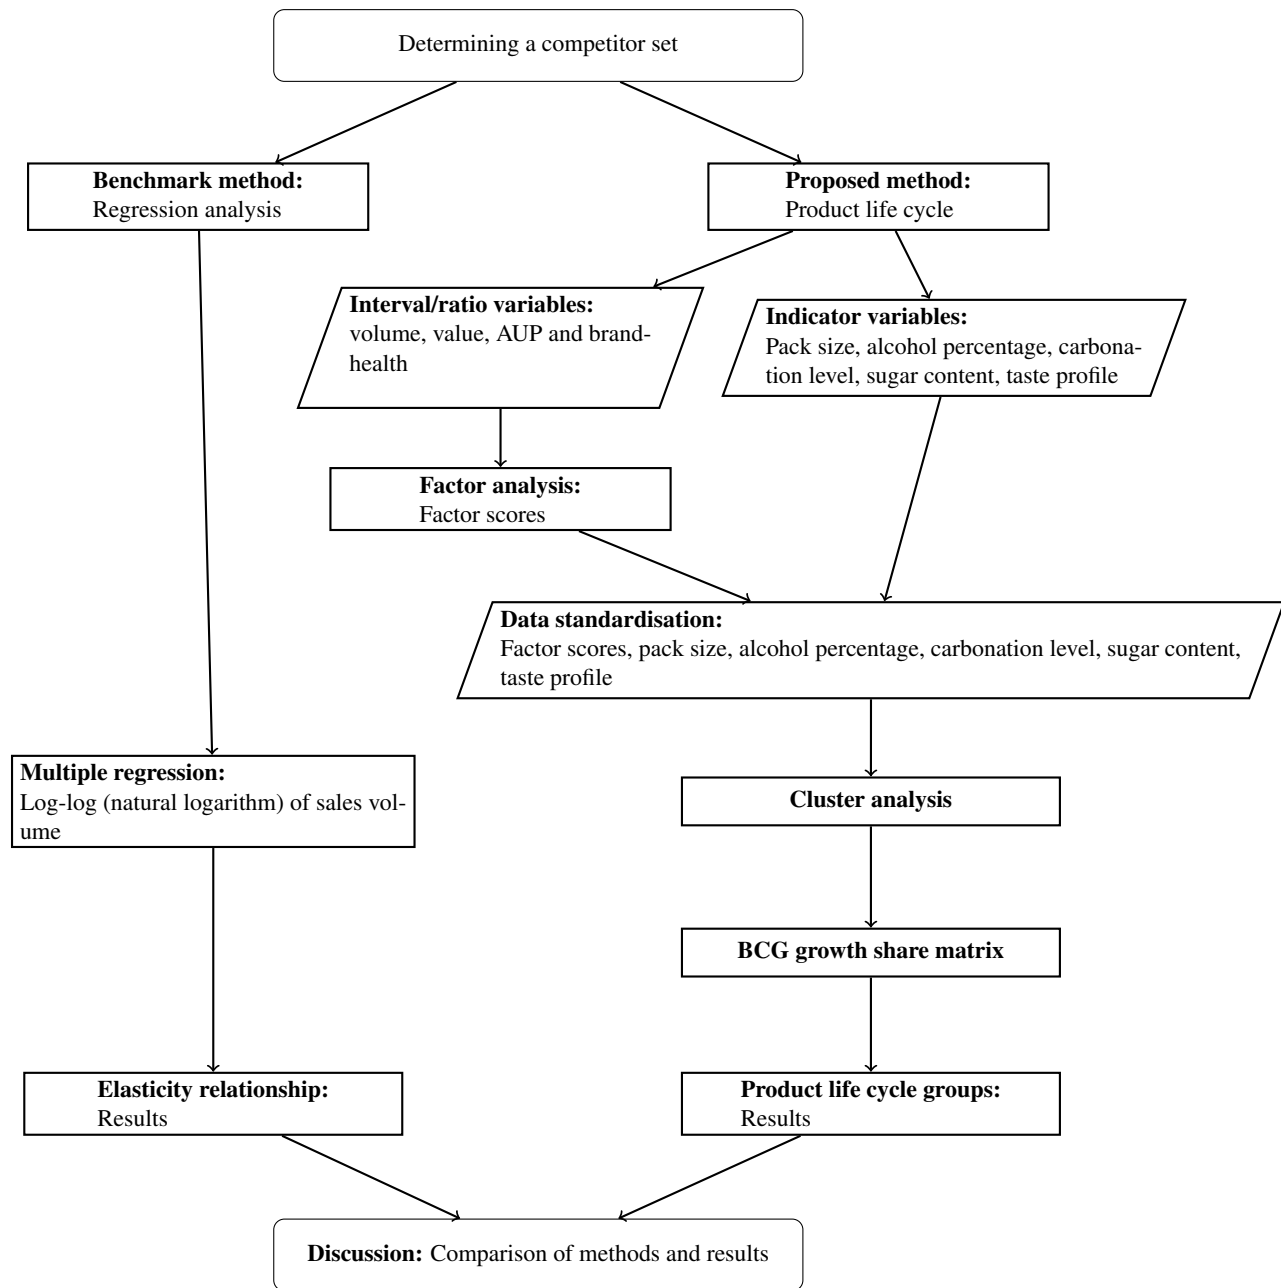 Determining a competitor set
Benchmark method:
Regression analysis
Proposed method:
Product life cycle
Interval/ratio variables:
volume, value, AUP and brand-
health
Indicator variables:
Pack size, alcohol percentage, carbona-
tion level, sugar content, taste profile
Factor analysis:
Factor scores
Data standardisation:
Factor scores, pack size, alcohol percentage, carbonation level, sugar content,
taste profile
Multiple regression:
Log-log (natural logarithm) of sales vol-
ume
Cluster analysis
BCG growth share matrix
Elasticity relationship:
Results
Product life cycle groups:
Results
Discussion: Comparison of methods and results